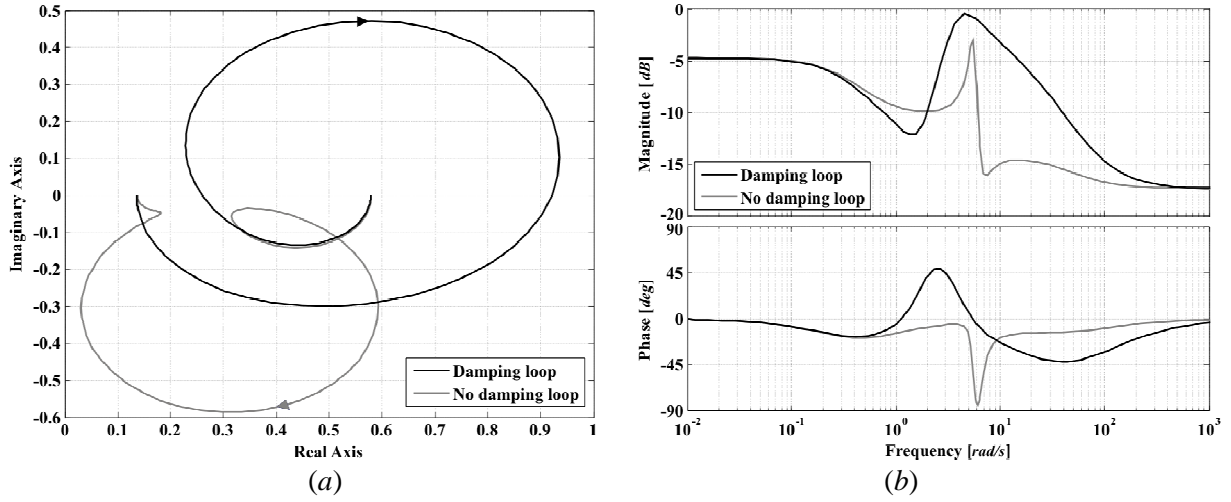 0.5
0.4
0.3
0.2
0.1
0
-0.1
-0.2
-0.3
-0.4
-0.5
-0.6
Imaginary Axis
Damping loop
No damping loop
0 0.1 0.2 0.3 0.4 0.5 0.6 0.7 0.8 0.9 1
Real Axis
(a)
0
-5
-10
-15
-20
Magnitude [dB]
Damping loop
No damping loop
90
45
0
-45
-90
Phase [deg]
10^-2 10^-1 10^0 10^1 10^2 10^3
Frequency [rad/s]
(b)